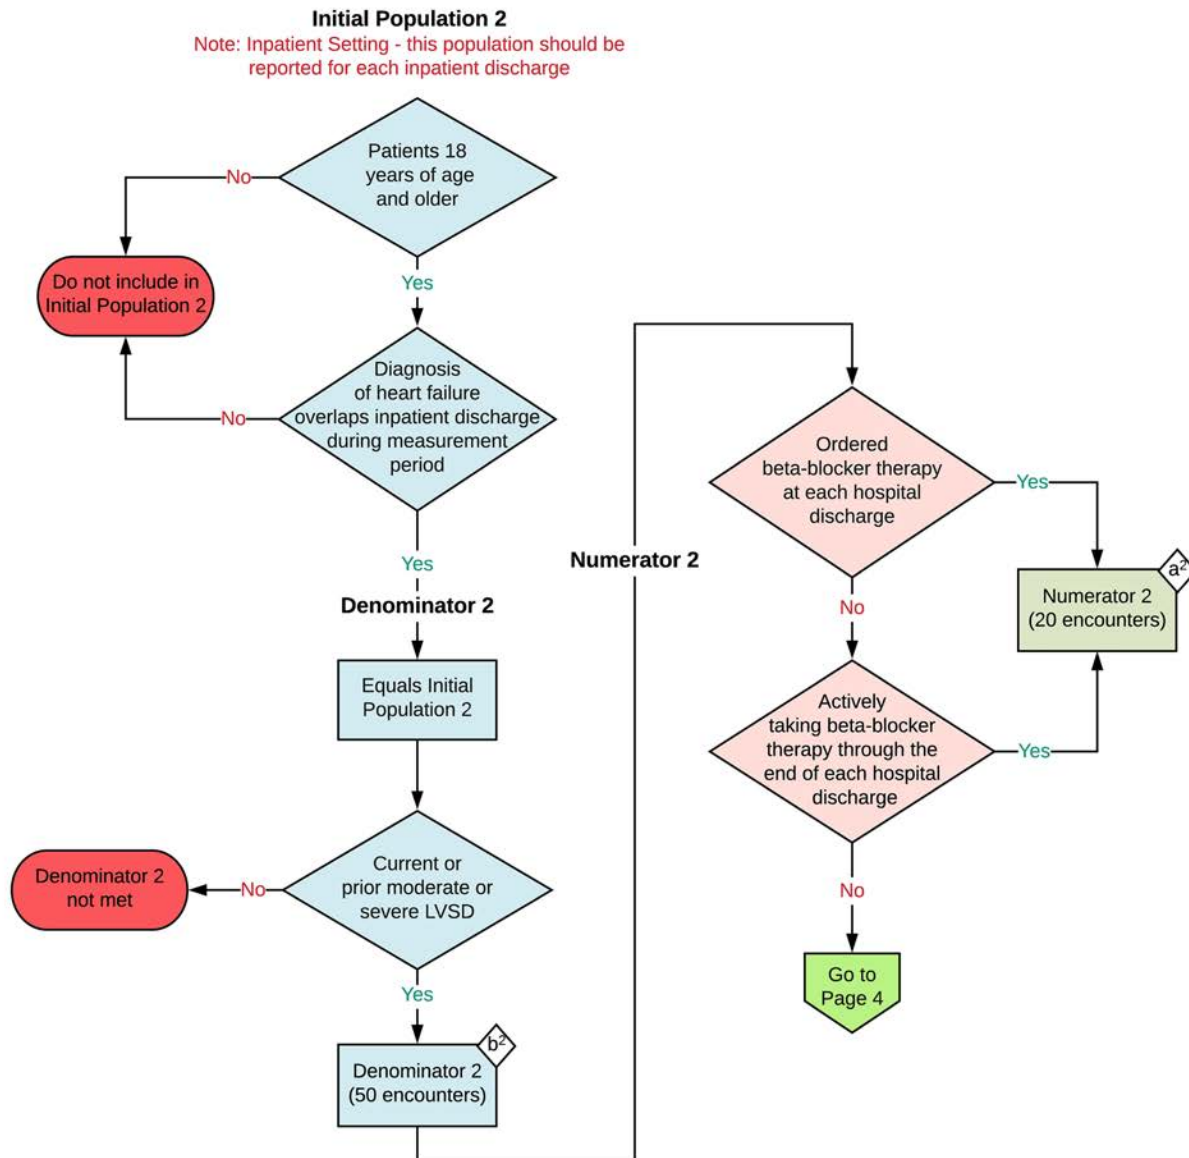 Initial Population 2
Note: Inpatient Setting - this population should be
reported for each inpatient discharge
Patients 18
years of age
and older
No
Do not include in
Initial Population 2
Yes
Diagnosis
of heart failure
overlaps inpatient discharge
during measurement
period
No
Yes
Denominator 2
Equals Initial
Population 2
Current or
prior moderate or
severe LVSD
No
Denominator 2
not met
Yes
b²
Denominator 2
(50 encounters)
Numerator 2
Ordered
beta-blocker therapy
at each hospital
discharge
Yes
a²
Numerator 2
(20 encounters)
No
Actively
taking beta-blocker
therapy through the
end of each hospital
discharge
Yes
No
Go to
Page 4